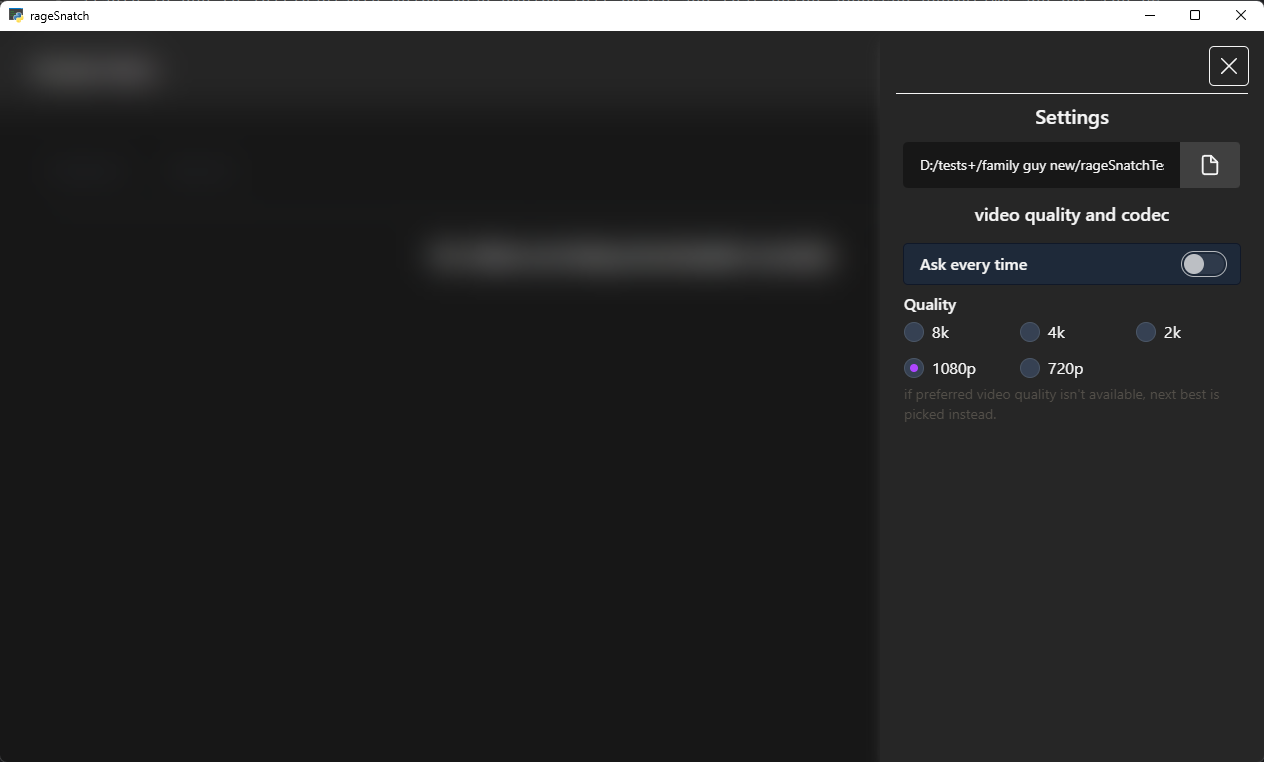 rageSnatch
Settings
D:/tests+/family guy new/rageSnatchTe
video quality and codec
Ask every time
Quality
8k 4k 2k
1080p 720p
if preferred video quality isn't available, next best is
picked instead.